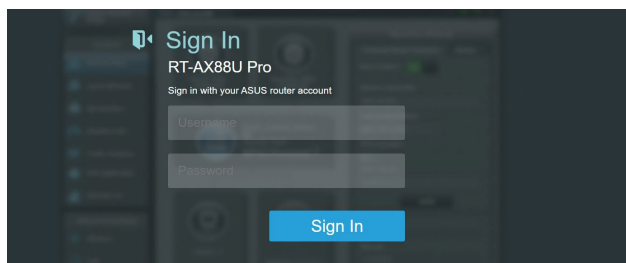 Sign In
RT-AX88U Pro
Sign in with your ASUS router account
Username
Password
Sign In